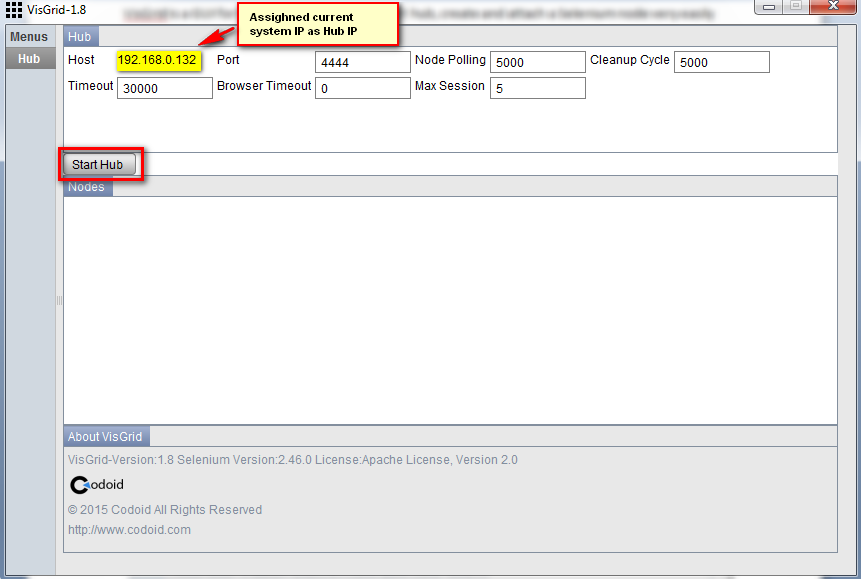 VisGrid-1.8
hub, create and attach a Selenium node very easily
Assighned current
system IP as Hub IP
Menus
Hub
Hub
Host 192.168.0.132 Port 4444 Node Polling 5000 Cleanup Cycle 5000
Timeout 30000 Browser Timeout 0 Max Session 5
Start Hub
Nodes
About VisGrid
VisGrid-Version:1.8 Selenium Version:2.46.0 License:Apache License, Version 2.0
Codoid
© 2015 Codoid All Rights Reserved
http://www.codoid.com